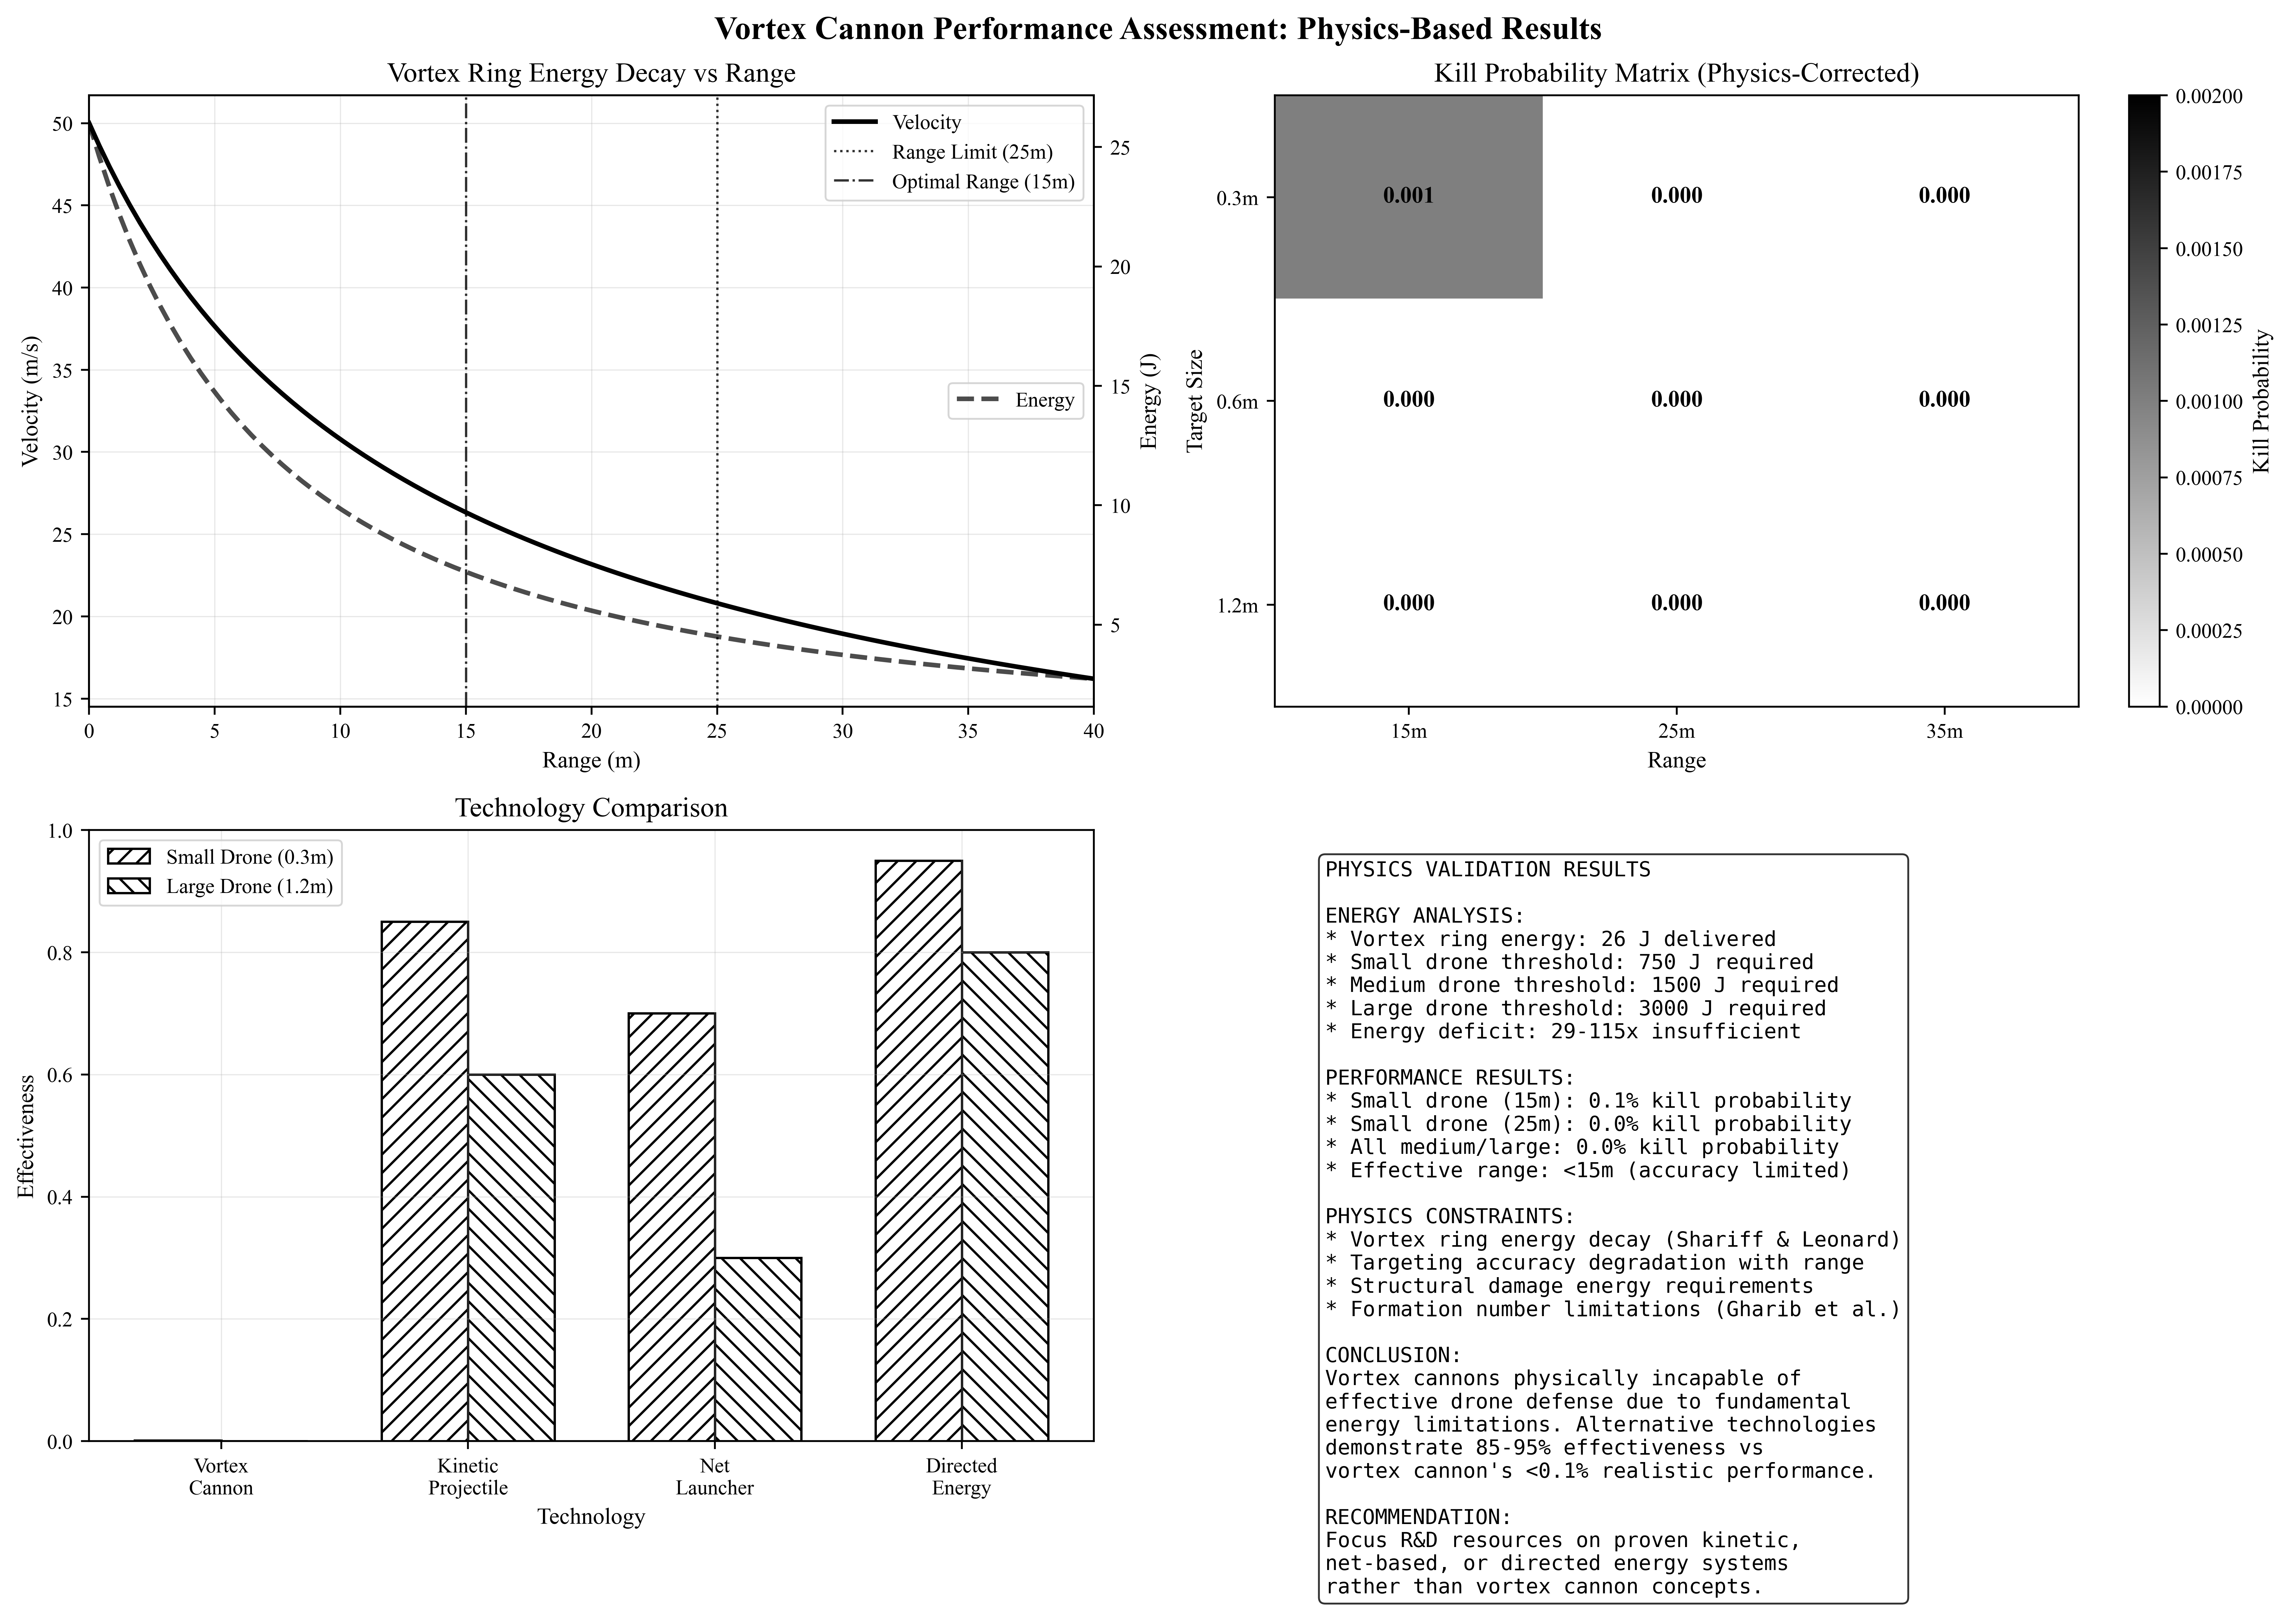 Vortex Cannon Performance Assessment: Physics-Based Results
Vortex Ring Energy Decay vs Range
50
45
40
35
30
25
20
15
Velocity (m/s)
0
5
10
15
20
25
30
35
40
Range (m)
25
20
15
10
5
Energy (J)
Velocity
Range Limit (25m)
Optimal Range (15m)
Energy
Kill Probability Matrix (Physics-Corrected)
Target Size
0.3m
0.6m
1.2m
0.001 0.000 0.000
0.000 0.000 0.000
0.000 0.000 0.000
15m
25m
35m
Range
0.00200
0.00175
0.00150
0.00125
0.00100
0.00075
0.00050
0.00025
0.00000
Kill Probability
Technology Comparison
1.0
0.8
0.6
0.4
0.2
0.0
Effectiveness
Small Drone (0.3m)
Large Drone (1.2m)
Vortex
Cannon
Kinetic
Projectile
Net
Launcher
Directed
Energy
Technology
PHYSICS VALIDATION RESULTS
ENERGY ANALYSIS:
* Vortex ring energy: 26 J delivered
* Small drone threshold: 750 J required
* Medium drone threshold: 1500 J required
* Large drone threshold: 3000 J required
* Energy deficit: 29-115x insufficient
PERFORMANCE RESULTS:
* Small drone (15m): 0.1% kill probability
* Small drone (25m): 0.0% kill probability
* All medium/large: 0.0% kill probability
* Effective range: <15m (accuracy limited)
PHYSICS CONSTRAINTS:
* Vortex ring energy decay (Shariff & Leonard)
* Targeting accuracy degradation with range
* Structural damage energy requirements
* Formation number limitations (Gharib et al.)
CONCLUSION:
Vortex cannons physically incapable of
effective drone defense due to fundamental
energy limitations. Alternative technologies
demonstrate 85-95% effectiveness vs
vortex cannon's <0.1% realistic performance.
RECOMMENDATION:
Focus R&D resources on proven kinetic,
net-based, or directed energy systems
rather than vortex cannon concepts.